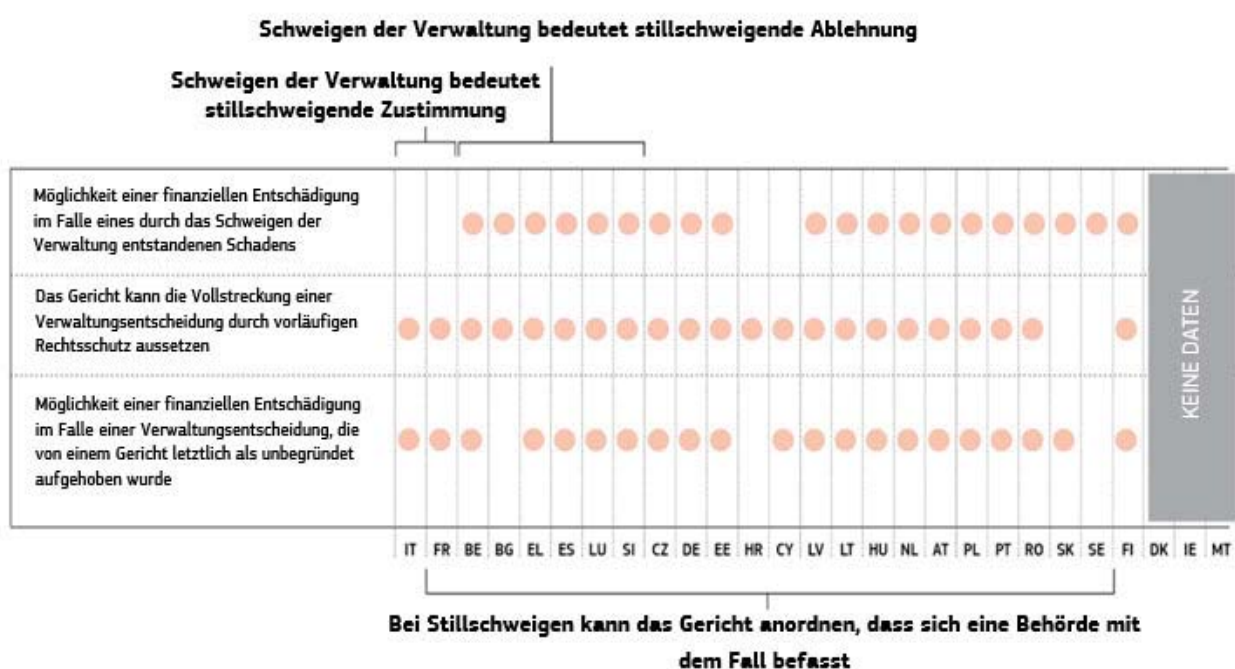 Schweigen der Verwaltung bedeutet stillschweigende Ablehnung
Schweigen der Verwaltung bedeutet
stillschweigende Zustimmung
Möglichkeit einer finanziellen Entschädigung
im Falle eines durch das Schweigen der
Verwaltung entstandenen Schadens
Das Gericht kann die Vollstreckung einer
Verwaltungsentscheidung durch vorläufigen
Rechtsschutz aussetzen
Möglichkeit einer finanziellen Entschädigung
im Falle einer Verwaltungsentscheidung, die
von einem Gericht letztlich als unbegründet
aufgehoben wurde
KEINE DATEN
IT FR BE BG EL ES LU SI CZ DE EE HR CY LV LT HU NL AT PL PT RO SK SE FI DK IE MT
Bei Stillschweigen kann das Gericht anordnen, dass sich eine Behörde mit
dem Fall befasst